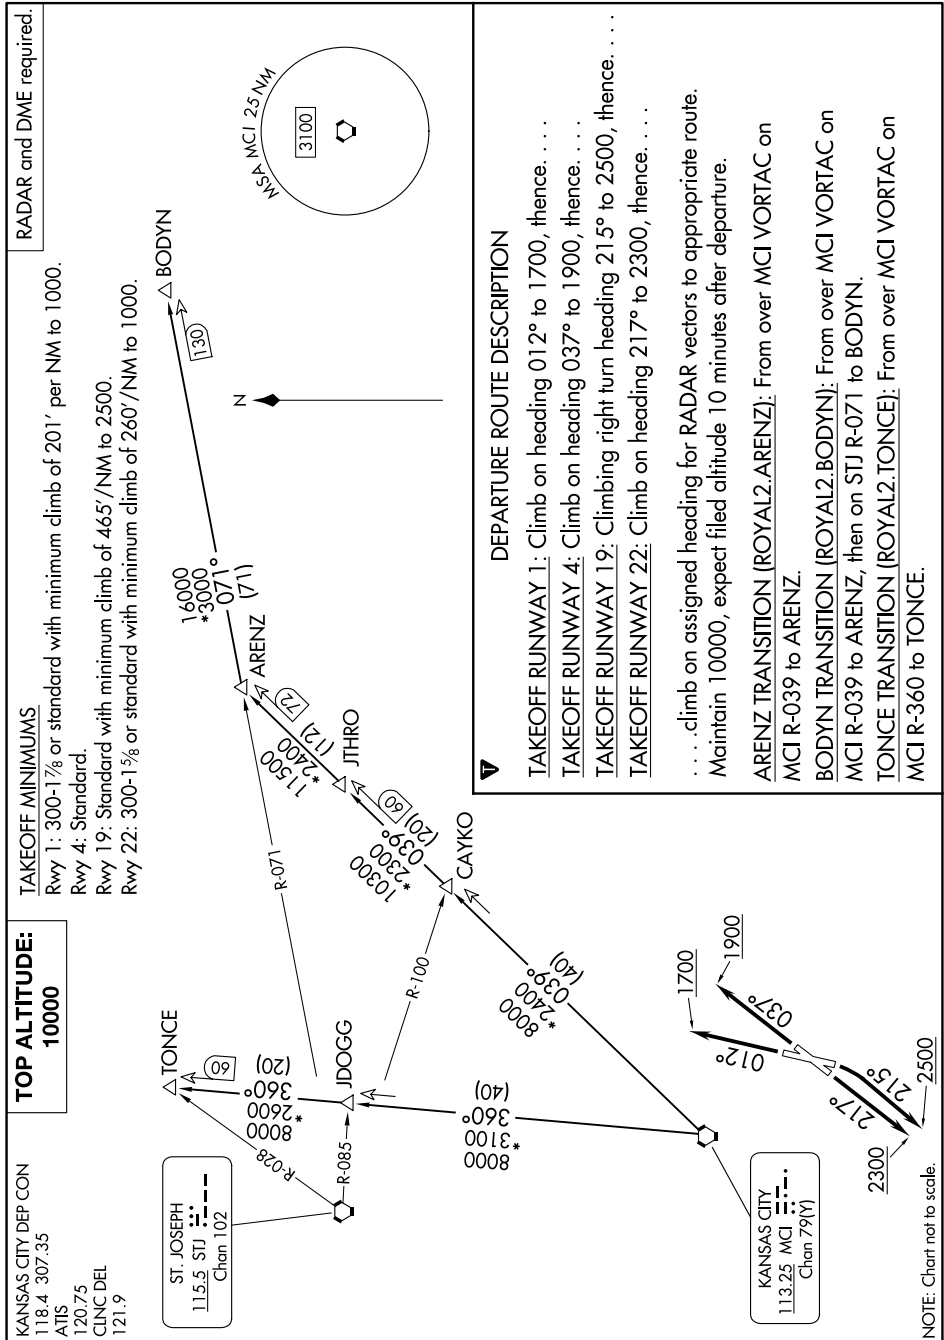 KANSAS CITY DEP CON
118.4 307.35
ATIS
120.75
CLNC DEL
121.9
TOP ALTITUDE:
10000
TAKEOFF MINIMUMS
Rwy 1: 300-1⅞ or standard with minimum climb of 201' per NM to 1000.
Rwy 4: Standard.
Rwy 19: Standard with minimum climb of 465'/NM to 2500.
Rwy 22: 300-1⅝ or standard with minimum climb of 260'/NM to 1000.
RADAR and DME required.
MSA MCI 25 NM
3100
N
BODYN
130
16000
*3000
071°
(71)
ARENZ
72
11500
*2400
(12)
JTHRO
60
10300
*2300
039°
(20)
CAYKO
8000
*2400
039°
(40)
R-071
R-100
TONCE
60
8000
*2600
360°
(20)
JDOGG
8000
*3100
360°
(40)
R-028
R-085
ST. JOSEPH
115.5 STJ
Chan 102
KANSAS CITY
113.25 MCI
Chan 79(Y)
1700
1900
012°
037°
217°
215°
2300
2500
NOTE: Chart not to scale.
T
DEPARTURE ROUTE DESCRIPTION
TAKEOFF RUNWAY 1: Climb on heading 012° to 1700, thence. . . .
TAKEOFF RUNWAY 4: Climb on heading 037° to 1900, thence. . . .
TAKEOFF RUNWAY 19: Climbing right turn heading 215° to 2500, thence. . . .
TAKEOFF RUNWAY 22: Climb on heading 217° to 2300, thence. . . .
. . . .climb on assigned heading for RADAR vectors to appropriate route.
Maintain 10000, expect filed altitude 10 minutes after departure.
ARENZ TRANSITION (ROYAL2.ARENZ): From over MCI VORTAC on
MCI R-039 to ARENZ.
BODYN TRANSITION (ROYAL2.BODYN): From over MCI VORTAC on
MCI R-039 to ARENZ, then on STJ R-071 to BODYN.
TONCE TRANSITION (ROYAL2.TONCE): From over MCI VORTAC on
MCI R-360 to TONCE.